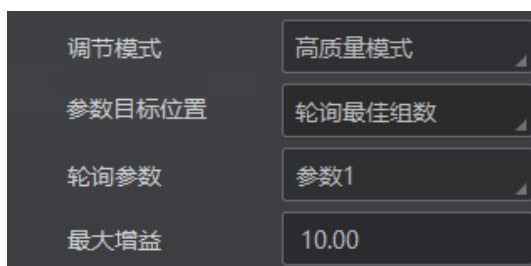 调节模式 高质量模式
参数目标位置 轮询最佳组数
轮询参数 参数1
最大增益 10.00